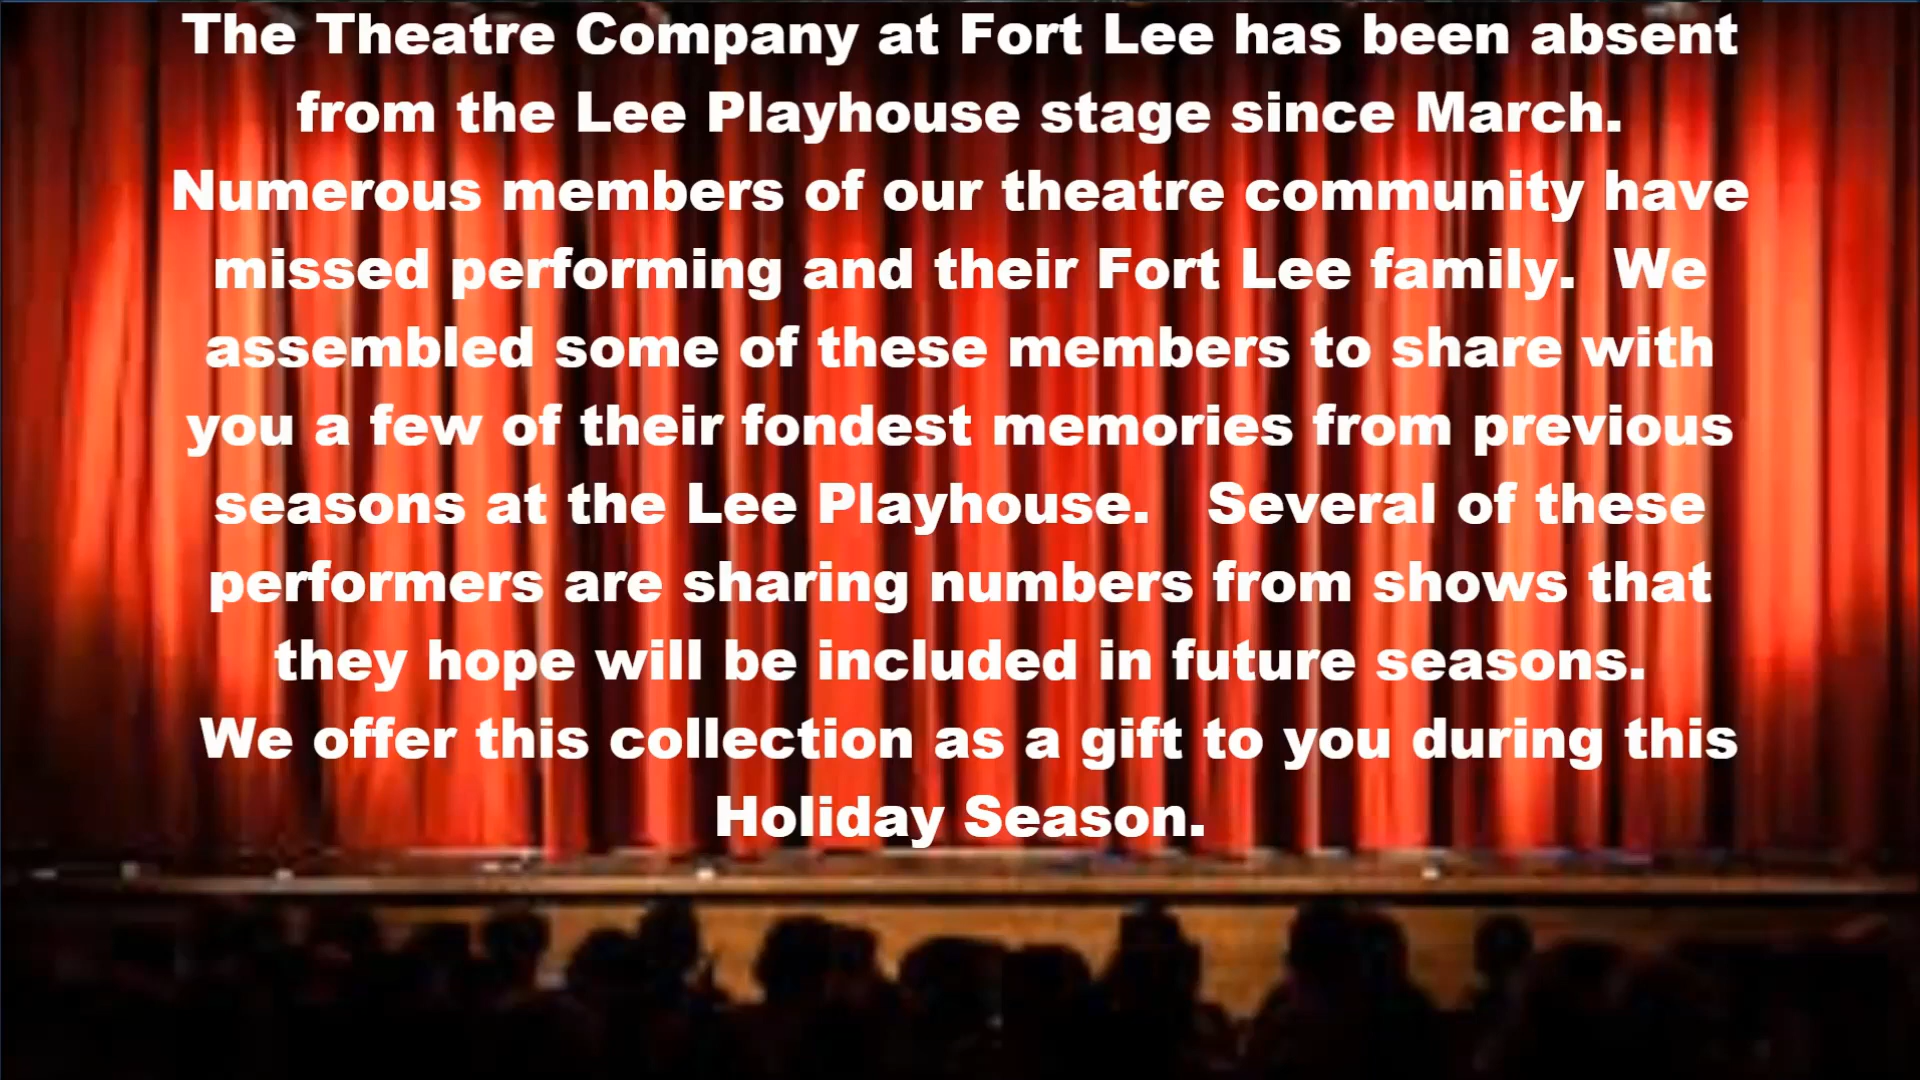 The Theatre Company at Fort Lee has been absent
from the Lee Playhouse stage since March.
Numerous members of our theatre community have
missed performing and their Fort Lee family.  We
assembled some of these members to share with
you a few of their fondest memories from previous
seasons at the Lee Playhouse.   Several of these
performers are sharing numbers from shows that
they hope will be included in future seasons.
We offer this collection as a gift to you during this
Holiday Season.